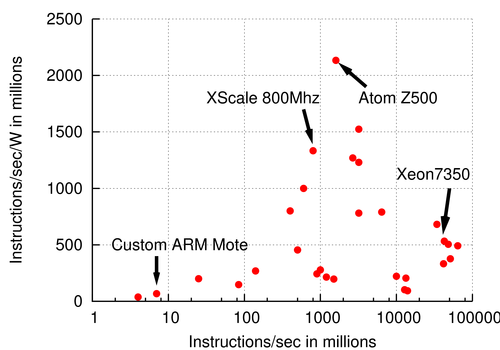 Instructions/sec/W in millions
2500
2000
1500
1000
500
0
XScale 800Mhz
Atom Z500
Xeon7350
Custom ARM Mote
1
10
100
1000
10000
100000
Instructions/sec in millions